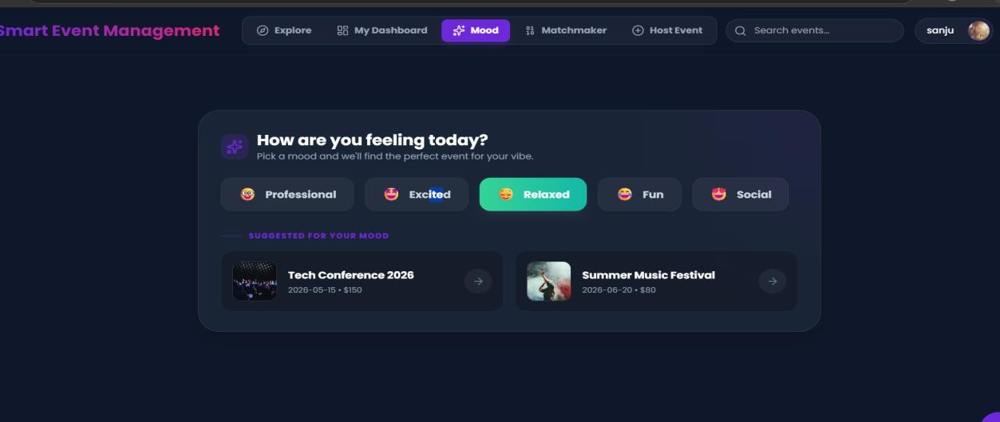 Smart Event Management
Explore
My Dashboard
Mood
Matchmaker
Host Event
Search events...
sanju
How are you feeling today?
Pick a mood and we'll find the perfect event for your vibe.
Professional
Excited
Relaxed
Fun
Social
SUGGESTED FOR YOUR MOOD
Tech Conference 2026
2026-05-15 • $150
Summer Music Festival
2026-06-20 • $80